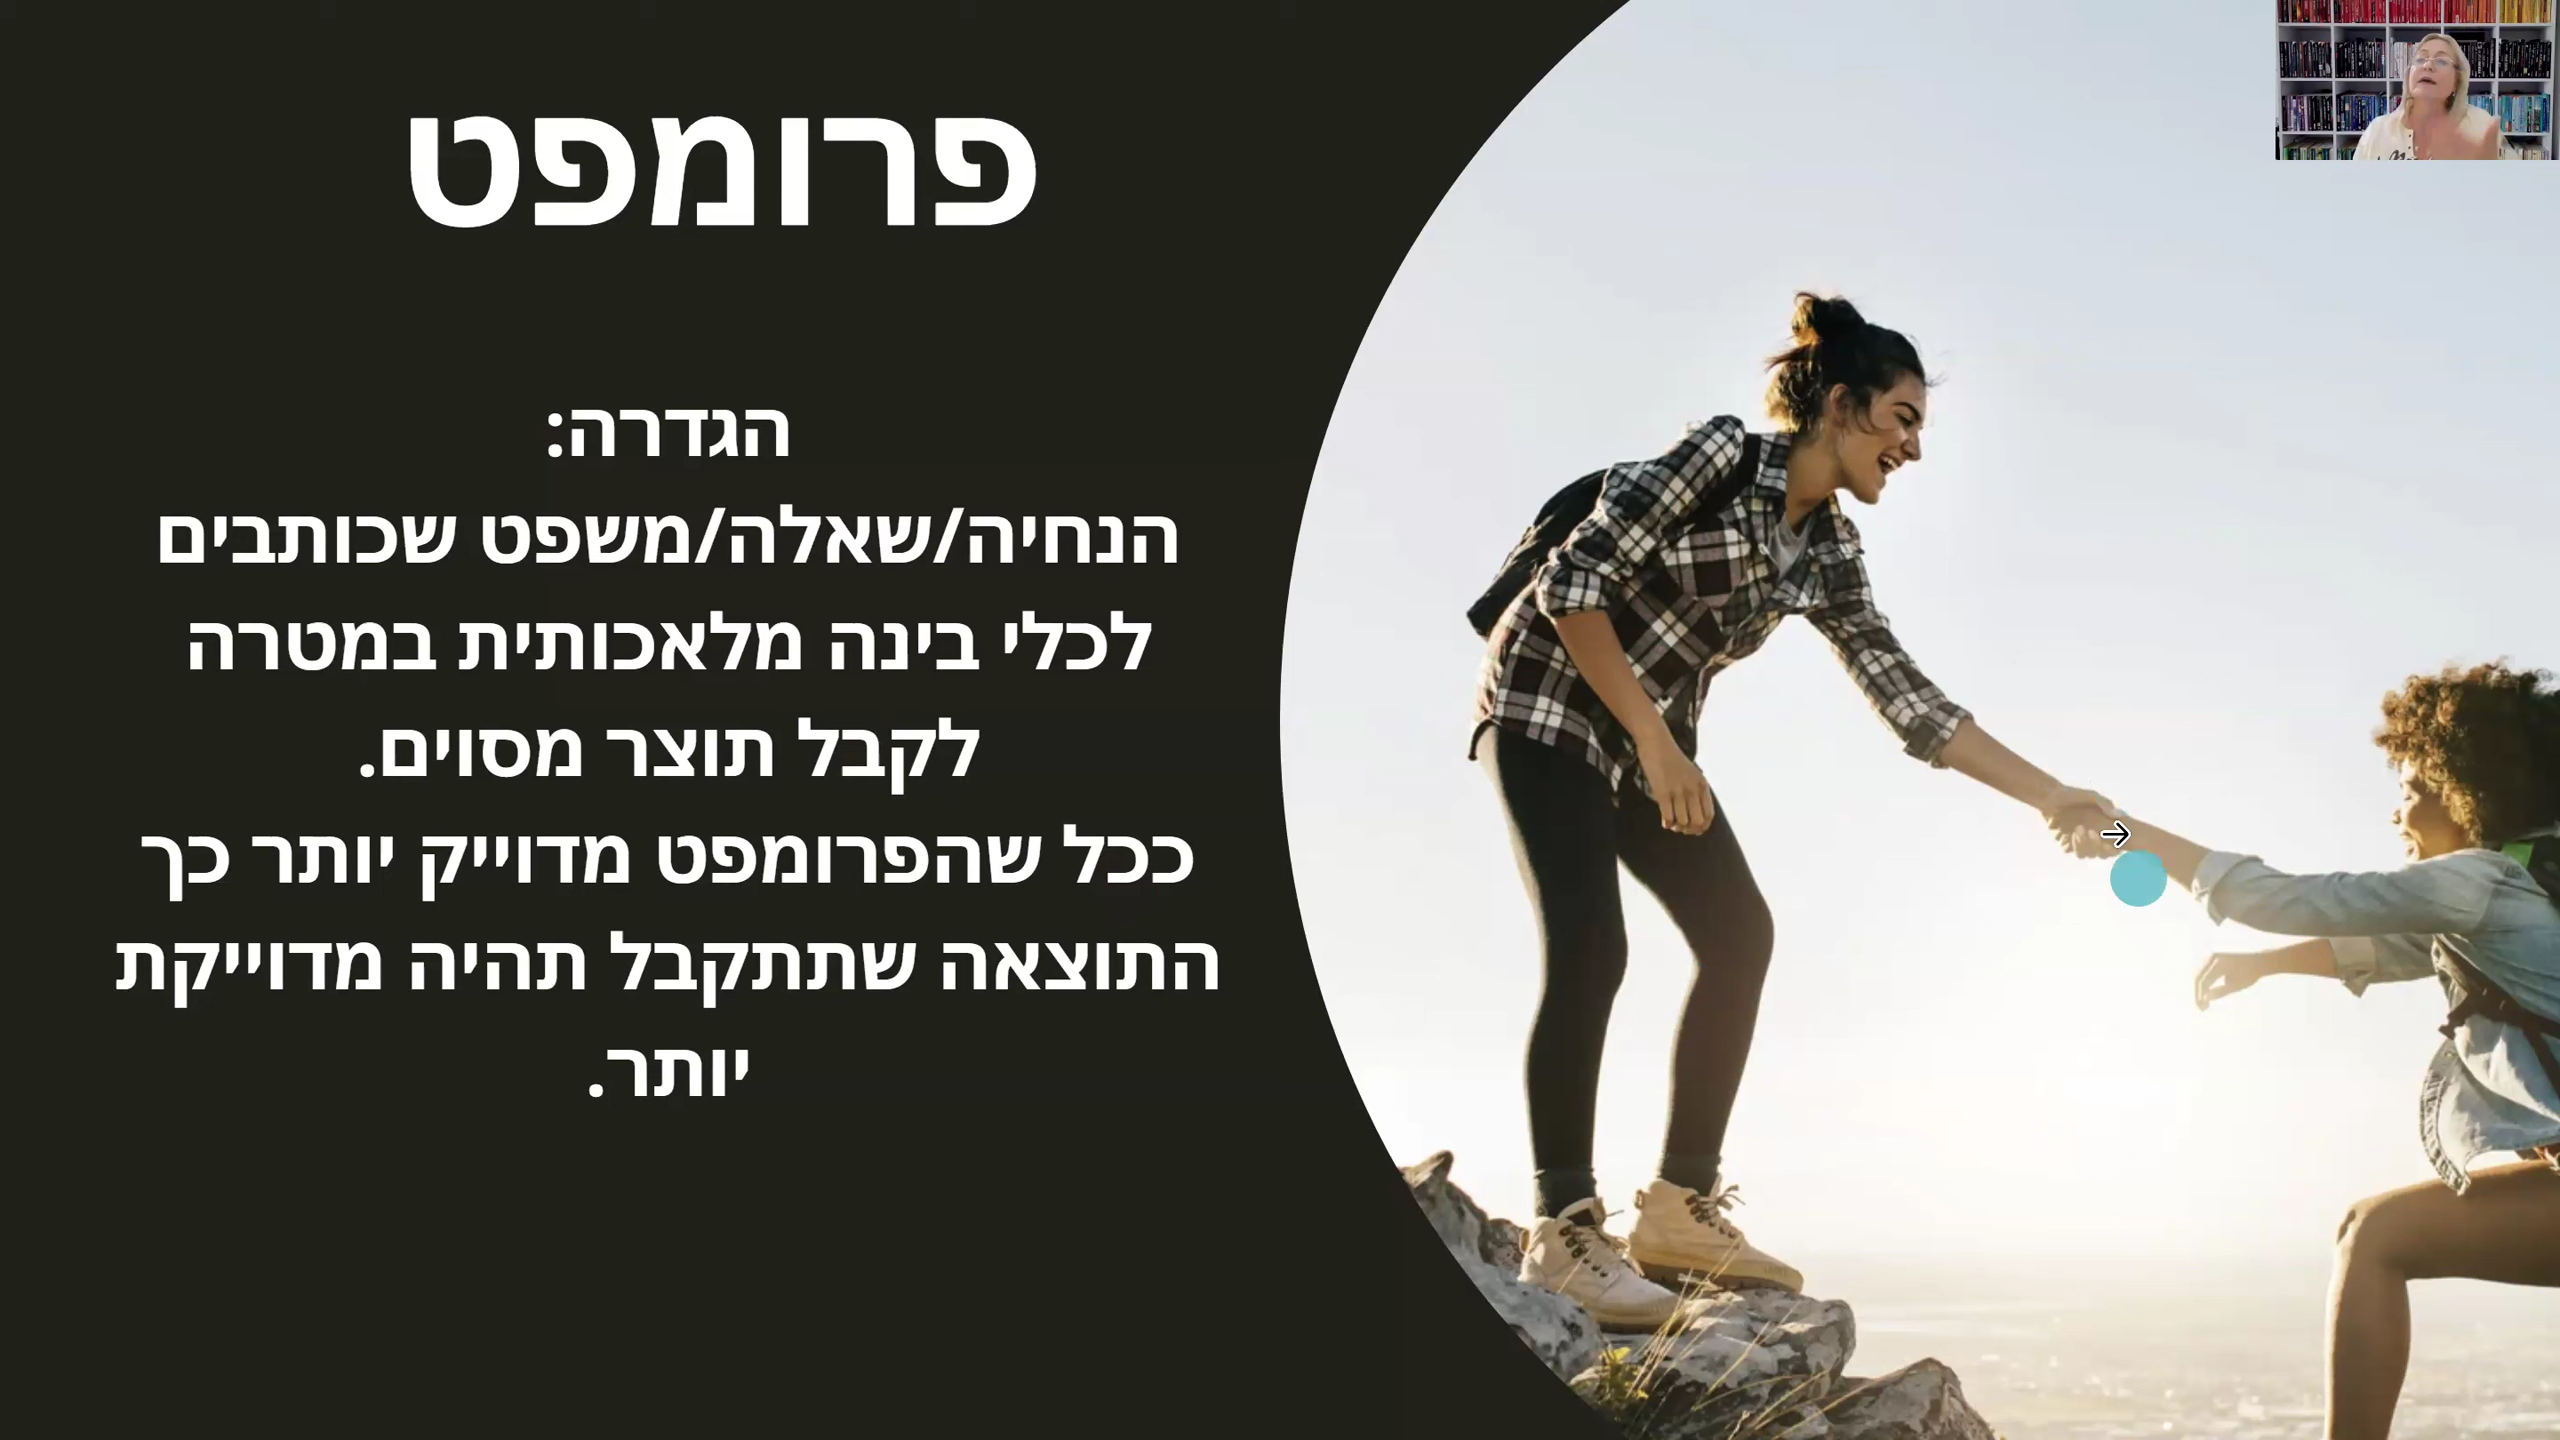 פרומפט
הגדרה:
הנחיה/שאלה/משפט שכותבים
לכלי בינה מלאכותית במטרה
לקבל תוצר מסוים.
ככל שהפרומפט מדוייק יותר כך
התוצאה שתתקבל תהיה מדוייקת
יותר.